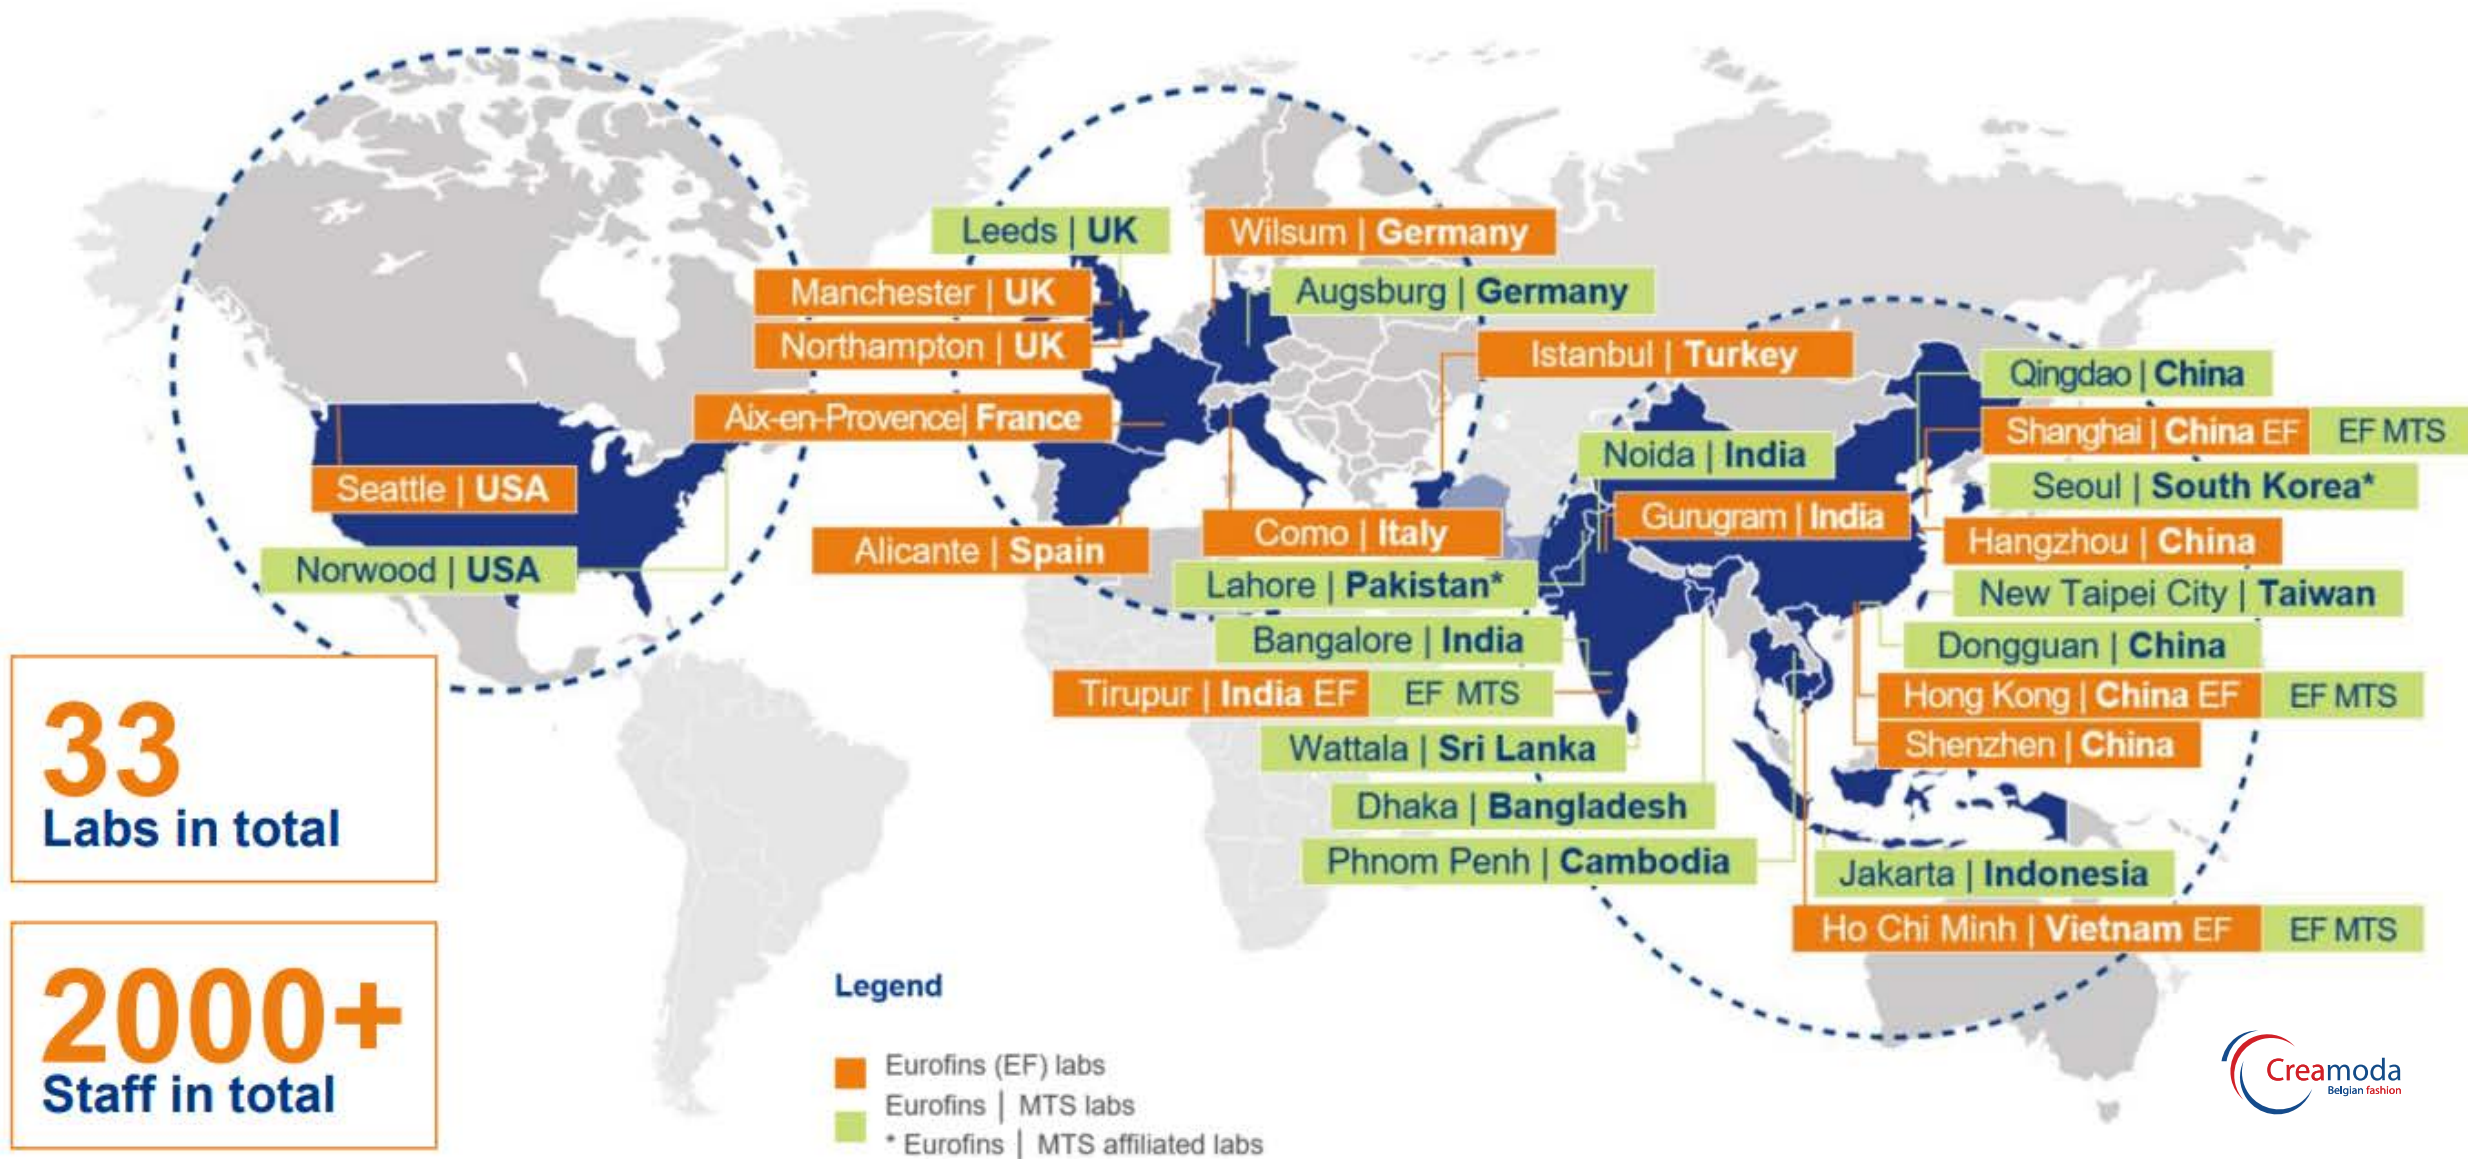 Leeds | UK
Wilsum | Germany
Manchester | UK
Augsburg | Germany
Northampton | UK
Istanbul | Turkey
Qingdao | China
Aix-en-Provence| France
Shanghai | China EF EF MTS
Noida | India
Seattle | USA
Seoul | South Korea*
Gurugram | India
Como | Italy
Alicante | Spain
Hangzhou | China
Norwood | USA
Lahore | Pakistan*
New Taipei City | Taiwan
Bangalore | India
Dongguan | China
Tirupur | India EF EF MTS
Hong Kong | China EF EF MTS
Wattala | Sri Lanka
Shenzhen | China
Dhaka | Bangladesh
Phnom Penh | Cambodia
Jakarta | Indonesia
Ho Chi Minh | Vietnam EF EF MTS
33
Labs in total
2000+
Staff in total
Legend
Eurofins (EF) labs
Eurofins | MTS labs
* Eurofins | MTS affiliated labs
Creamoda
Belgian fashion